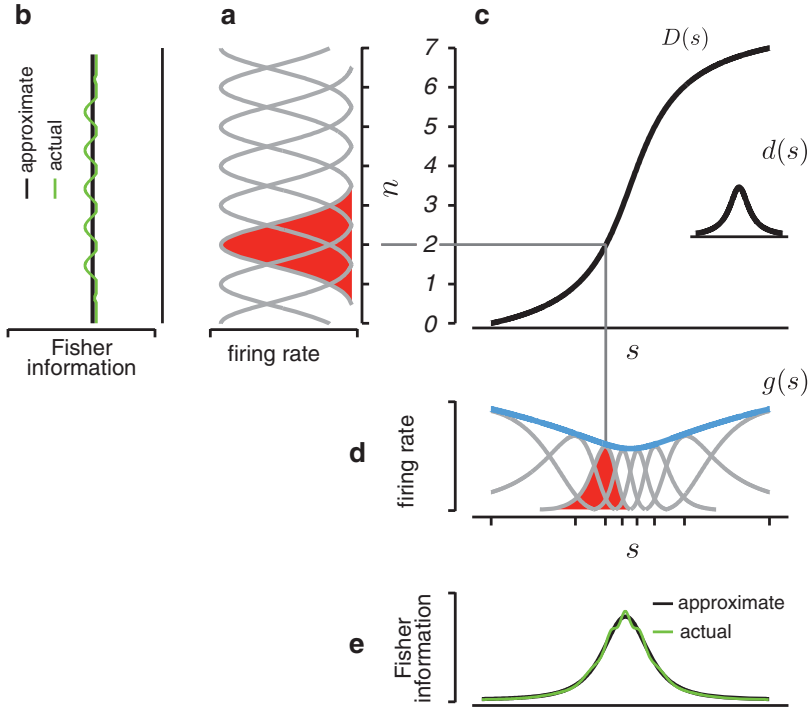 b
approximate
actual
Fisher
information
a
n
firing rate
c
7
6
5
4
3
2
1
0
D(s)
d(s)
s
d
firing rate
g(s)
s
e
Fisher
information
approximate
actual